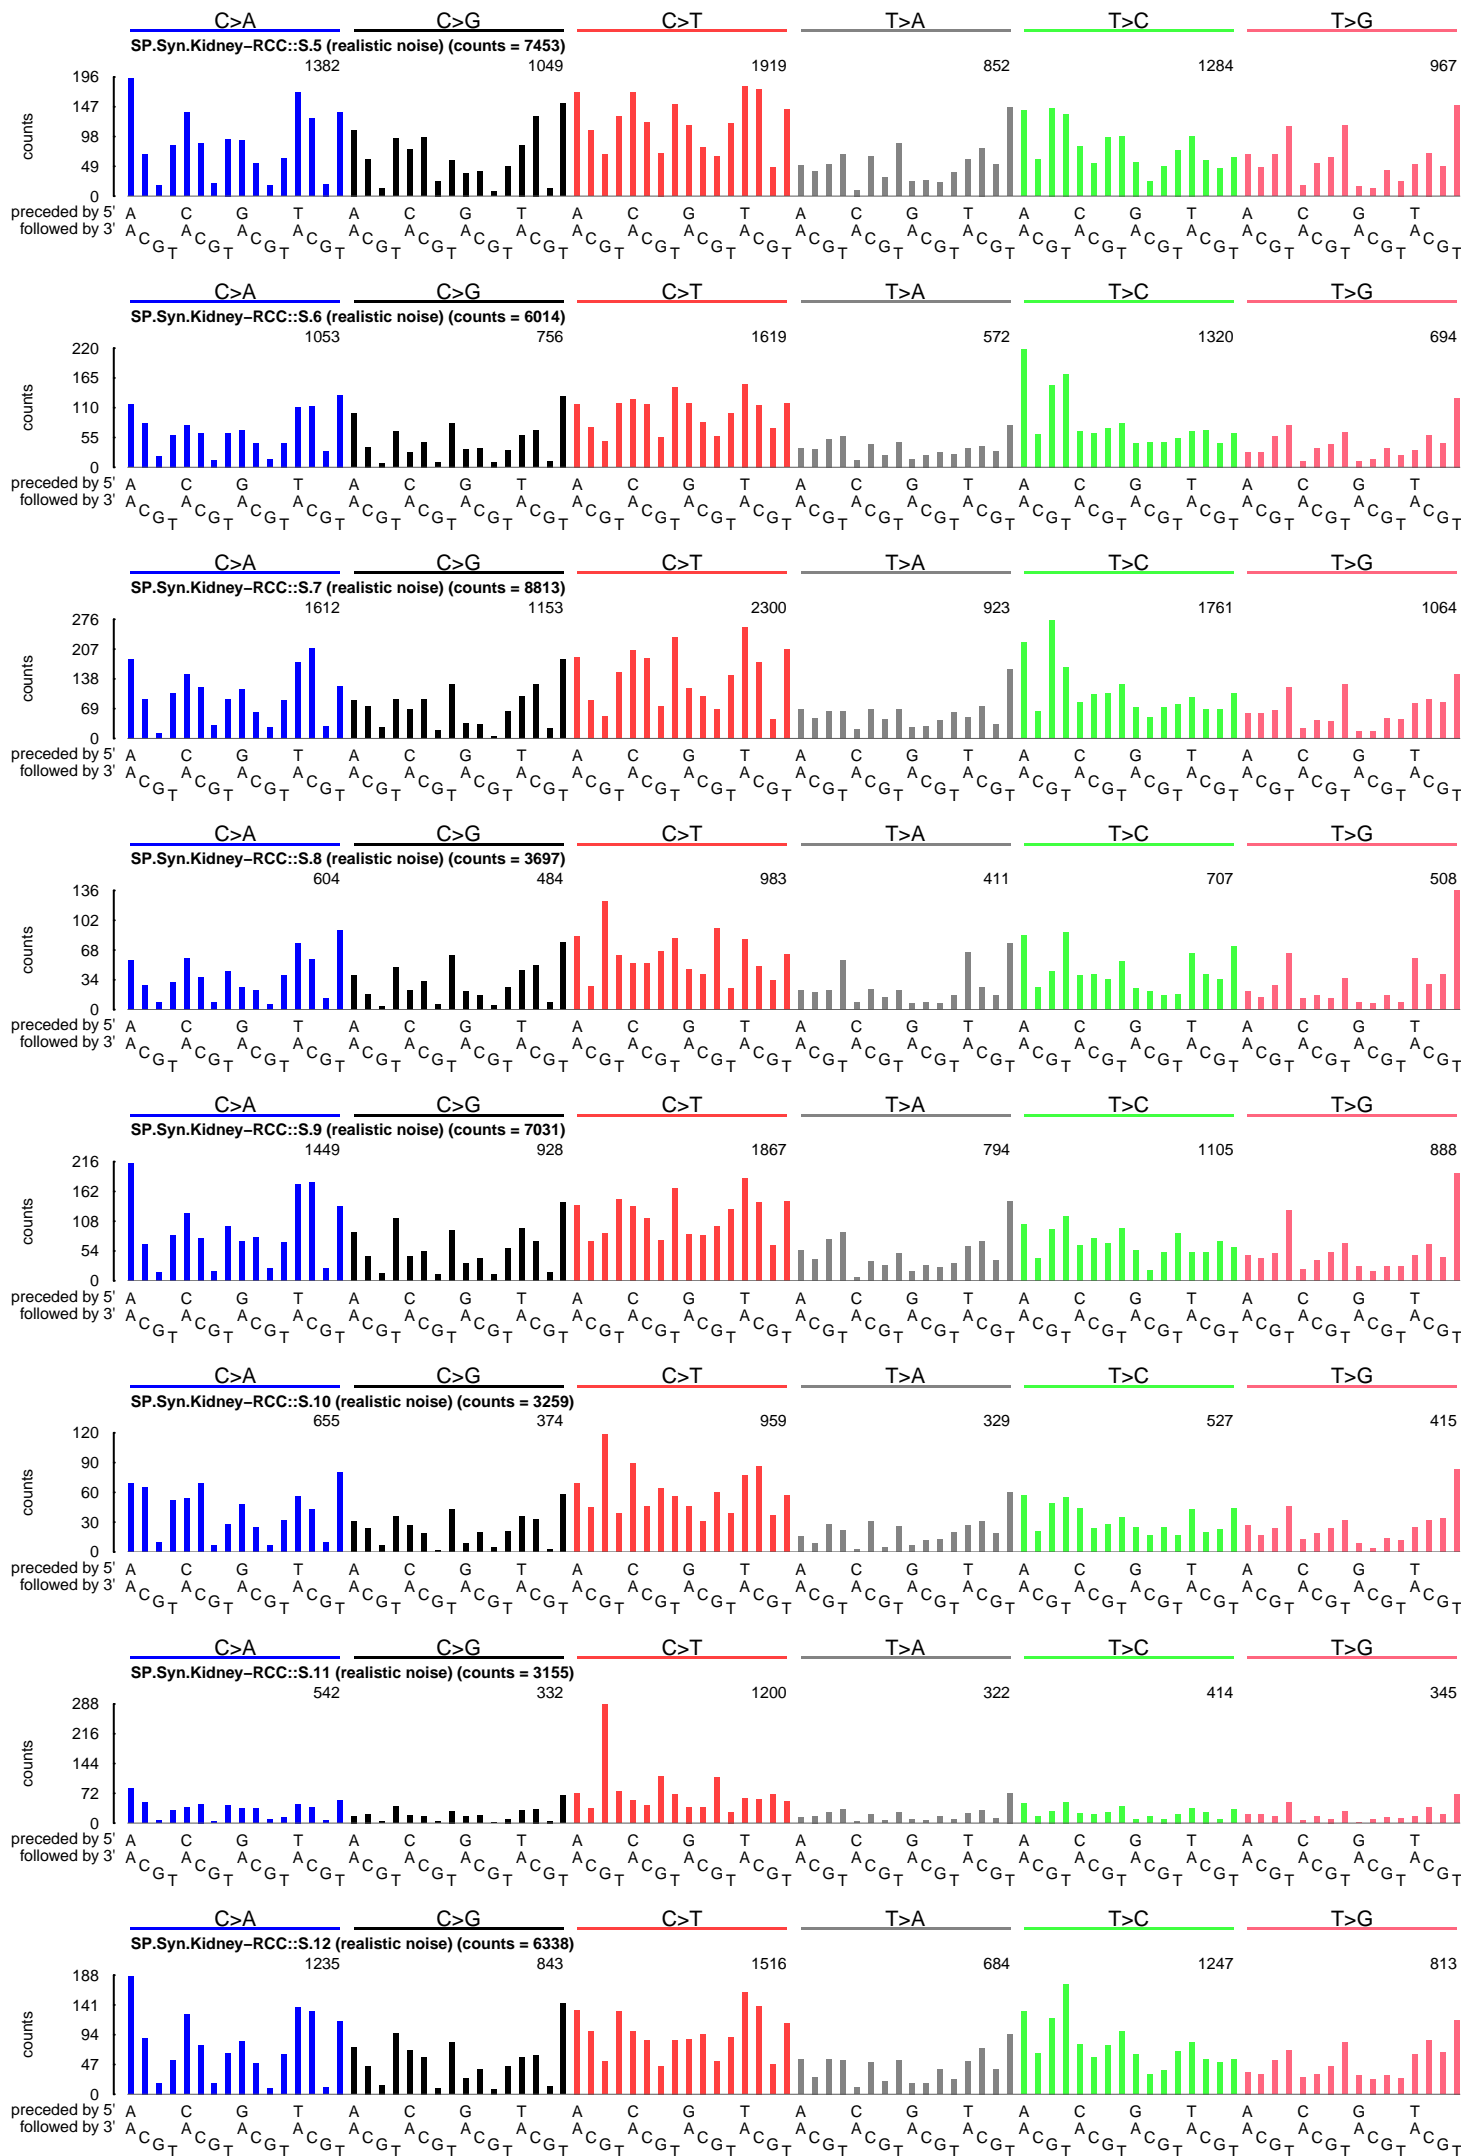 C>A C>G C>T T>A T>C T>G
SP.Syn.Kidney−RCC::S.5 (realistic noise) (counts = 7453)
1382 1049 1919 852 1284 967
196
147
98
49
0
counts
preceded by 5' A C G T A C G T A C G T A C G T A C G T A C G T
followed by 3' A C G T A C G T A C G T A C G T A C G T A C G T A C G T A C G T A C G T A C G T A C G T A C G T A C G T A C G T A C G T A C G T A C G T A C G T A C G T A C G T A C G T A C G T A C G T A C G T
C>A C>G C>T T>A T>C T>G
SP.Syn.Kidney−RCC::S.6 (realistic noise) (counts = 6014)
1053 756 1619 572 1320 694
220
165
110
55
0
counts
preceded by 5' A C G T A C G T A C G T A C G T A C G T A C G T
followed by 3' A C G T A C G T A C G T A C G T A C G T A C G T A C G T A C G T A C G T A C G T A C G T A C G T A C G T A C G T A C G T A C G T A C G T A C G T A C G T A C G T A C G T A C G T A C G T A C G T
C>A C>G C>T T>A T>C T>G
SP.Syn.Kidney−RCC::S.7 (realistic noise) (counts = 8813)
1612 1153 2300 923 1761 1064
276
207
138
69
0
counts
preceded by 5' A C G T A C G T A C G T A C G T A C G T A C G T
followed by 3' A C G T A C G T A C G T A C G T A C G T A C G T A C G T A C G T A C G T A C G T A C G T A C G T A C G T A C G T A C G T A C G T A C G T A C G T A C G T A C G T A C G T A C G T A C G T A C G T
C>A C>G C>T T>A T>C T>G
SP.Syn.Kidney−RCC::S.8 (realistic noise) (counts = 3697)
604 484 983 411 707 508
136
102
68
34
0
counts
preceded by 5' A C G T A C G T A C G T A C G T A C G T A C G T
followed by 3' A C G T A C G T A C G T A C G T A C G T A C G T A C G T A C G T A C G T A C G T A C G T A C G T A C G T A C G T A C G T A C G T A C G T A C G T A C G T A C G T A C G T A C G T A C G T A C G T
C>A C>G C>T T>A T>C T>G
SP.Syn.Kidney−RCC::S.9 (realistic noise) (counts = 7031)
1449 928 1867 794 1105 888
216
162
108
54
0
counts
preceded by 5' A C G T A C G T A C G T A C G T A C G T A C G T
followed by 3' A C G T A C G T A C G T A C G T A C G T A C G T A C G T A C G T A C G T A C G T A C G T A C G T A C G T A C G T A C G T A C G T A C G T A C G T A C G T A C G T A C G T A C G T A C G T A C G T
C>A C>G C>T T>A T>C T>G
SP.Syn.Kidney−RCC::S.10 (realistic noise) (counts = 3259)
655 374 959 329 527 415
120
90
60
30
0
counts
preceded by 5' A C G T A C G T A C G T A C G T A C G T A C G T
followed by 3' A C G T A C G T A C G T A C G T A C G T A C G T A C G T A C G T A C G T A C G T A C G T A C G T A C G T A C G T A C G T A C G T A C G T A C G T A C G T A C G T A C G T A C G T A C G T A C G T
C>A C>G C>T T>A T>C T>G
SP.Syn.Kidney−RCC::S.11 (realistic noise) (counts = 3155)
542 332 1200 322 414 345
288
216
144
72
0
counts
preceded by 5' A C G T A C G T A C G T A C G T A C G T A C G T
followed by 3' A C G T A C G T A C G T A C G T A C G T A C G T A C G T A C G T A C G T A C G T A C G T A C G T A C G T A C G T A C G T A C G T A C G T A C G T A C G T A C G T A C G T A C G T A C G T A C G T
C>A C>G C>T T>A T>C T>G
SP.Syn.Kidney−RCC::S.12 (realistic noise) (counts = 6338)
1235 843 1516 684 1247 813
188
141
94
47
0
counts
preceded by 5' A C G T A C G T A C G T A C G T A C G T A C G T
followed by 3' A C G T A C G T A C G T A C G T A C G T A C G T A C G T A C G T A C G T A C G T A C G T A C G T A C G T A C G T A C G T A C G T A C G T A C G T A C G T A C G T A C G T A C G T A C G T A C G T